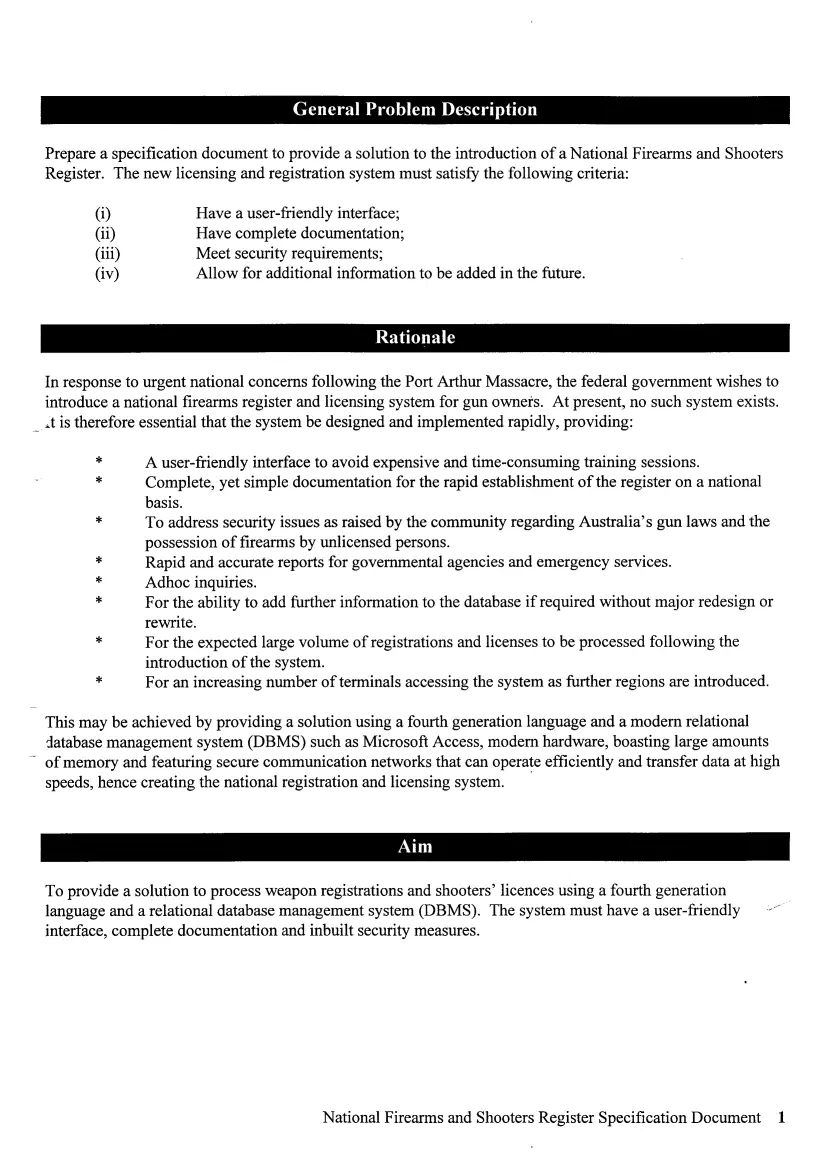 General Problem Description
Prepare a specification document to provide a solution to the introduction of a National Firearms and Shooters
Register. The new licensing and registration system must satisfy the following criteria:
(i) Have a user-friendly interface;
(ii) Have complete documentation;
(iii) Meet security requirements;
(iv) Allow for additional information to be added in the future.
Rationale
In response to urgent national concerns following the Port Arthur Massacre, the federal government wishes to
introduce a national firearms register and licensing system for gun owners. At present, no such system exists.
It is therefore essential that the system be designed and implemented rapidly, providing:
* A user-friendly interface to avoid expensive and time-consuming training sessions.
* Complete, yet simple documentation for the rapid establishment of the register on a national
basis.
* To address security issues as raised by the community regarding Australia's gun laws and the
possession of firearms by unlicensed persons.
* Rapid and accurate reports for governmental agencies and emergency services.
* Adhoc inquiries.
* For the ability to add further information to the database if required without major redesign or
rewrite.
* For the expected large volume of registrations and licenses to be processed following the
introduction of the system.
* For an increasing number of terminals accessing the system as further regions are introduced.
This may be achieved by providing a solution using a fourth generation language and a modern relational
database management system (DBMS) such as Microsoft Access, modern hardware, boasting large amounts
of memory and featuring secure communication networks that can operate efficiently and transfer data at high
speeds, hence creating the national registration and licensing system.
Aim
To provide a solution to process weapon registrations and shooters' licences using a fourth generation
language and a relational database management system (DBMS). The system must have a user-friendly
interface, complete documentation and inbuilt security measures.
National Firearms and Shooters Register Specification Document 1